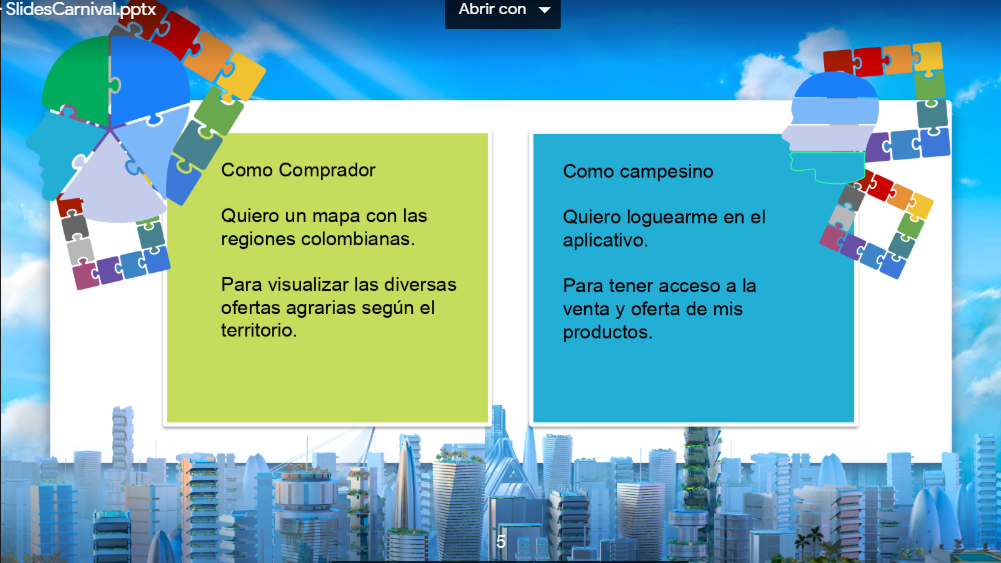 SlidesCarnival.pptx
Abrir con
Como Comprador
Quiero un mapa con las
regiones colombianas.
Para visualizar las diversas
ofertas agrarias según el
territorio.
Como campesino
Quiero loguearme en el
aplicativo.
Para tener acceso a la
venta y oferta de mis
productos.
5